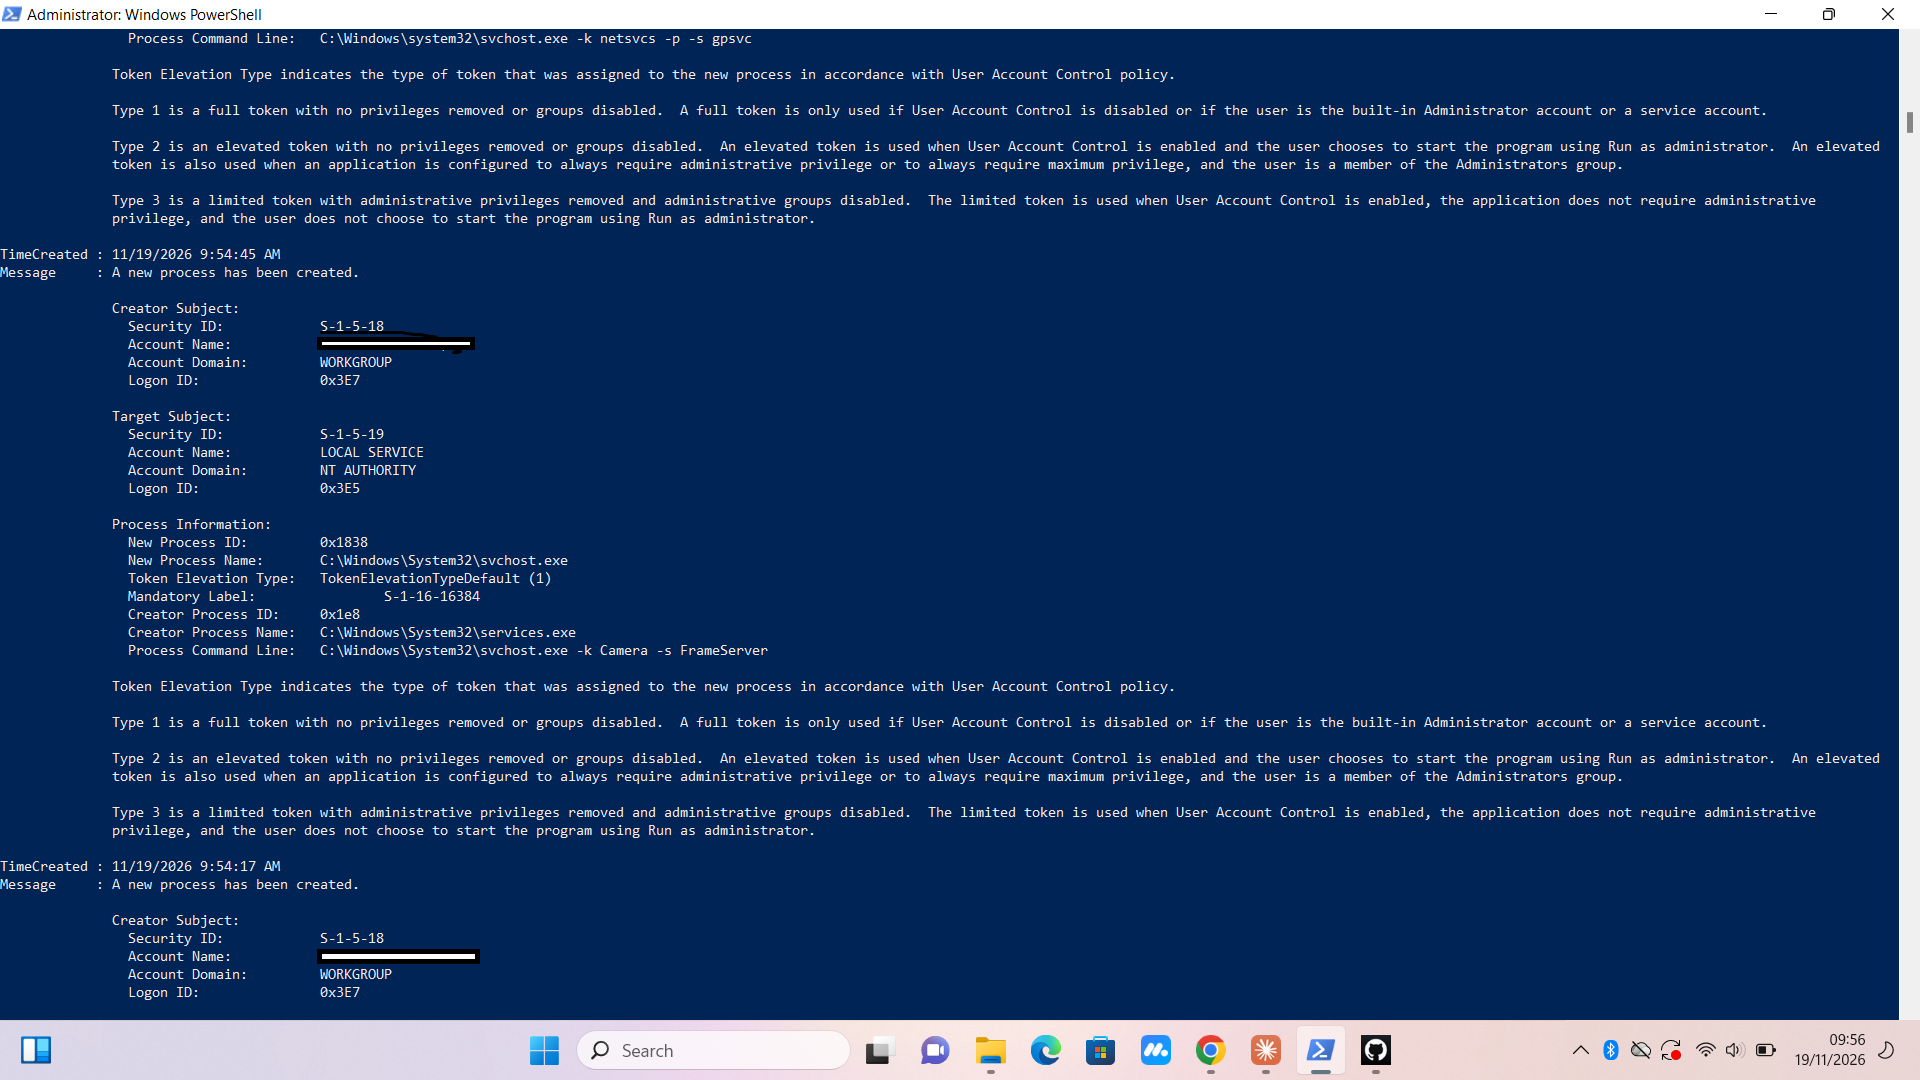 Administrator: Windows PowerShell
Process Command Line: C:\Windows\system32\svchost.exe -k netsvcs -p -s gpsvc
Token Elevation Type indicates the type of token that was assigned to the new process in accordance with User Account Control policy.
Type 1 is a full token with no privileges removed or groups disabled. A full token is only used if User Account Control is disabled or if the user is the built-in Administrator account or a service account.
Type 2 is an elevated token with no privileges removed or groups disabled. An elevated token is used when User Account Control is enabled and the user chooses to start the program using Run as administrator. An elevated
token is also used when an application is configured to always require administrative privilege or to always require maximum privilege, and the user is a member of the Administrators group.
Type 3 is a limited token with administrative privileges removed and administrative groups disabled. The limited token is used when User Account Control is enabled, the application does not require administrative
privilege, and the user does not choose to start the program using Run as administrator.
TimeCreated : 11/19/2026 9:54:45 AM
Message : A new process has been created.
Creator Subject:
Security ID: S-1-5-18
Account Name:
Account Domain: WORKGROUP
Logon ID: 0x3E7
Target Subject:
Security ID: S-1-5-19
Account Name: LOCAL SERVICE
Account Domain: NT AUTHORITY
Logon ID: 0x3E5
Process Information:
New Process ID: 0x1838
New Process Name: C:\Windows\System32\svchost.exe
Token Elevation Type: TokenElevationTypeDefault (1)
Mandatory Label: S-1-16-16384
Creator Process ID: 0x1e8
Creator Process Name: C:\Windows\System32\services.exe
Process Command Line: C:\Windows\System32\svchost.exe -k Camera -s FrameServer
Token Elevation Type indicates the type of token that was assigned to the new process in accordance with User Account Control policy.
Type 1 is a full token with no privileges removed or groups disabled. A full token is only used if User Account Control is disabled or if the user is the built-in Administrator account or a service account.
Type 2 is an elevated token with no privileges removed or groups disabled. An elevated token is used when User Account Control is enabled and the user chooses to start the program using Run as administrator. An elevated
token is also used when an application is configured to always require administrative privilege or to always require maximum privilege, and the user is a member of the Administrators group.
Type 3 is a limited token with administrative privileges removed and administrative groups disabled. The limited token is used when User Account Control is enabled, the application does not require administrative
privilege, and the user does not choose to start the program using Run as administrator.
TimeCreated : 11/19/2026 9:54:17 AM
Message : A new process has been created.
Creator Subject:
Security ID: S-1-5-18
Account Name:
Account Domain: WORKGROUP
Logon ID: 0x3E7
Search
09:56
19/11/2026